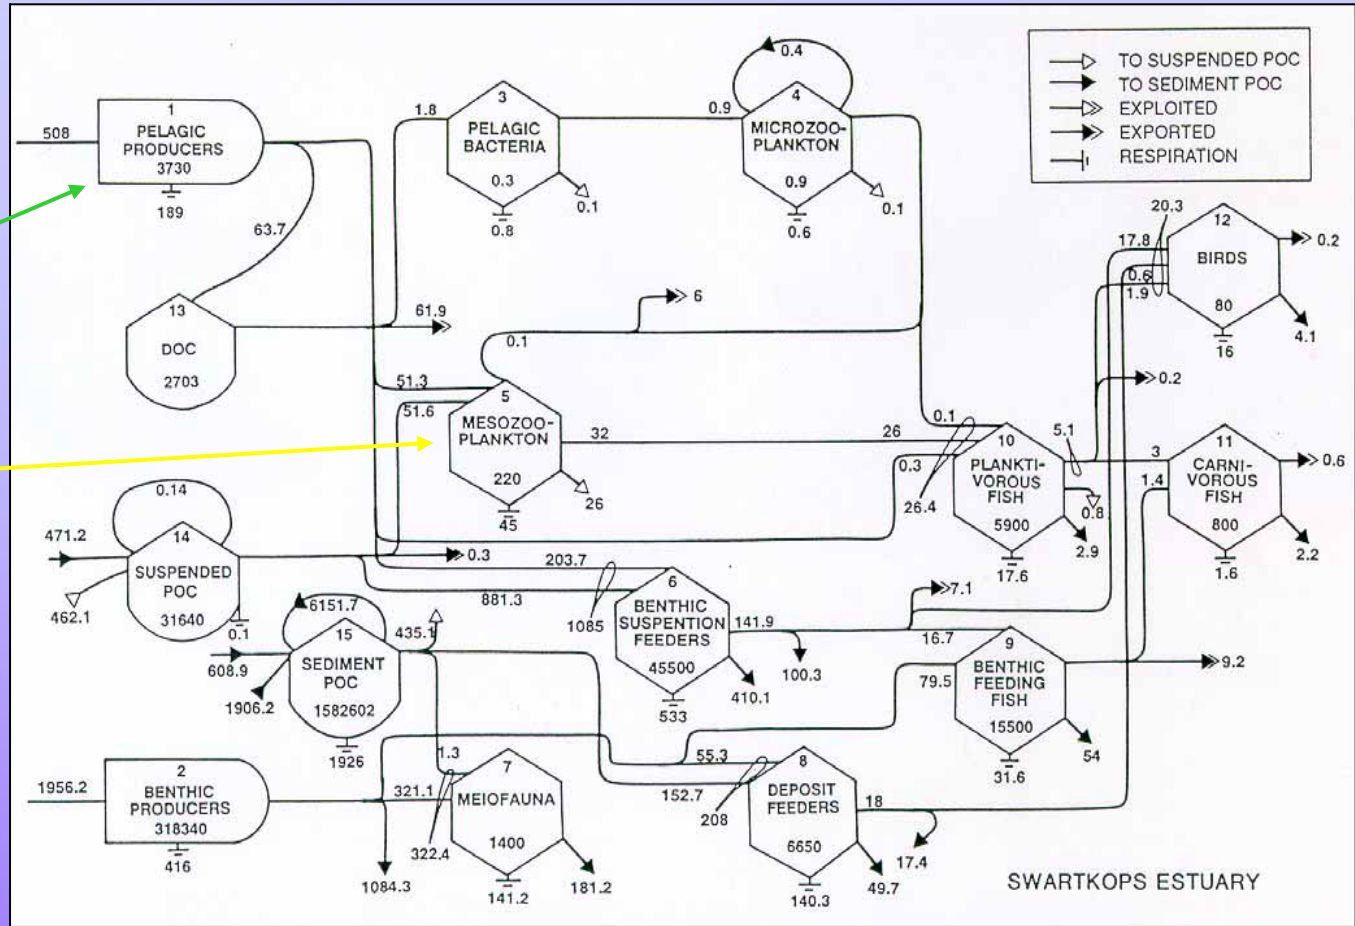 TO SUSPENDED POC
TO SEDIMENT POC
EXPLOITED
EXPORTED
RESPIRATION
508
1
PELAGIC
PRODUCERS
3730
189
63.7
1.8
3
PELAGIC
BACTERIA
0.3
0.8
0.1
0.9
0.4
4
MICROZOO-
PLANKTON
0.9
0.6
0.1
20.3
17.8
0.6
1.9
12
BIRDS
80
16
0.2
4.1
13
DOC
2703
61.9
6
0.1
0.2
51.3
51.6
5
MESOZOO-
PLANKTON
220
45
26
32
26
0.1
0.3
26.4
10
PLANKTI-
VOROUS
FISH
5900
17.6
5.1
0.8
2.9
3
1.4
11
CARNI-
VOROUS
FISH
800
1.6
0.6
2.2
0.14
471.2
14
SUSPENDED
POC
31640
462.1
0.1
0.3
203.7
881.3
1085
6
BENTHIC
SUSPENTION
FEEDERS
45500
533
141.9
100.3
410.1
7.1
16.7
79.5
9
BENTHIC
FEEDING
FISH
15500
31.6
9.2
54
6151.7
435.1
15
SEDIMENT
POC
1582602
608.9
1906.2
1926
1956.2
2
BENTHIC
PRODUCERS
318340
416
1.3
321.1
322.4
1084.3
7
MEIOFAUNA
1400
141.2
181.2
55.3
152.7
208
8
DEPOSIT
FEEDERS
6650
140.3
18
17.4
49.7
SWARTKOPS ESTUARY